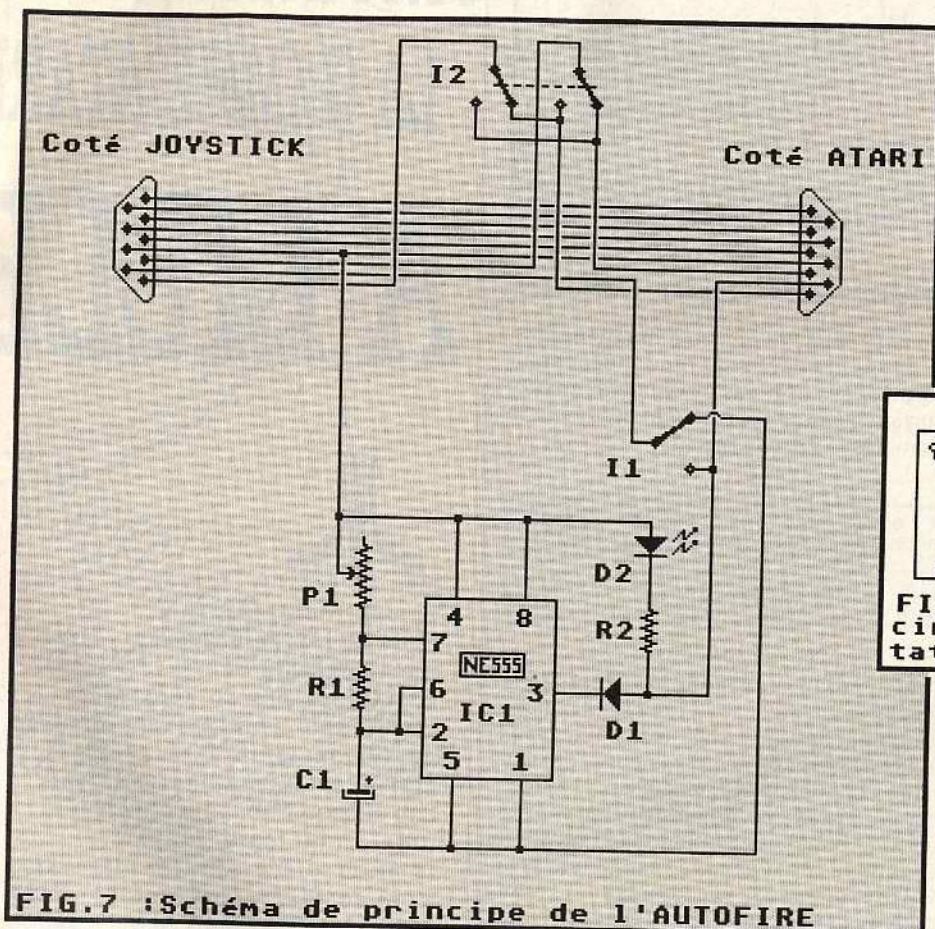 I2
Coté JOYSTICK
Coté ATARI
I1
P1
4
8
D2
7
R2
NE555
R1
6
3
IC1
2
D1
5
1
C1
+
FIG.7 :Schéma de principe de l'AUTOFIRE
FI